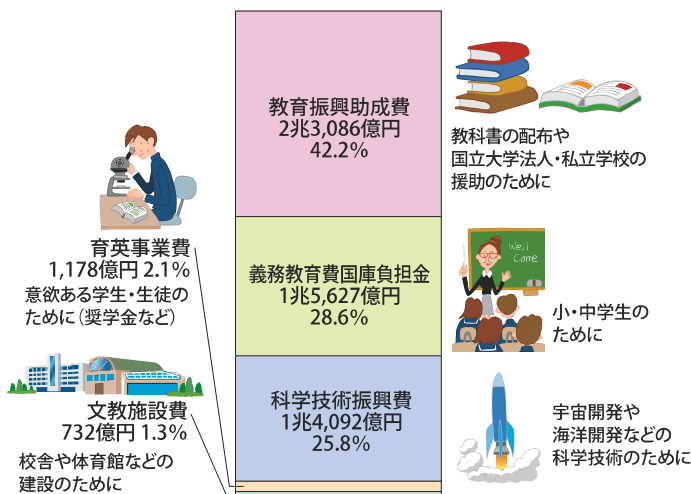 教育振興助成費
2兆3,086億円
42.2%
教科書の配布や
国立大学法人・私立学校の
援助のために
育英事業費
1,178億円 2.1%
意欲ある学生・生徒の
ために（奨学金など）
義務教育費国庫負担金
1兆5,627億円
28.6%
Well
Come
小・中学生の
ために
文教施設費
732億円 1.3%
校舎や体育館などの
建設のために
科学技術振興費
1兆4,092億円
25.8%
宇宙開発や
海洋開発などの
科学技術のために